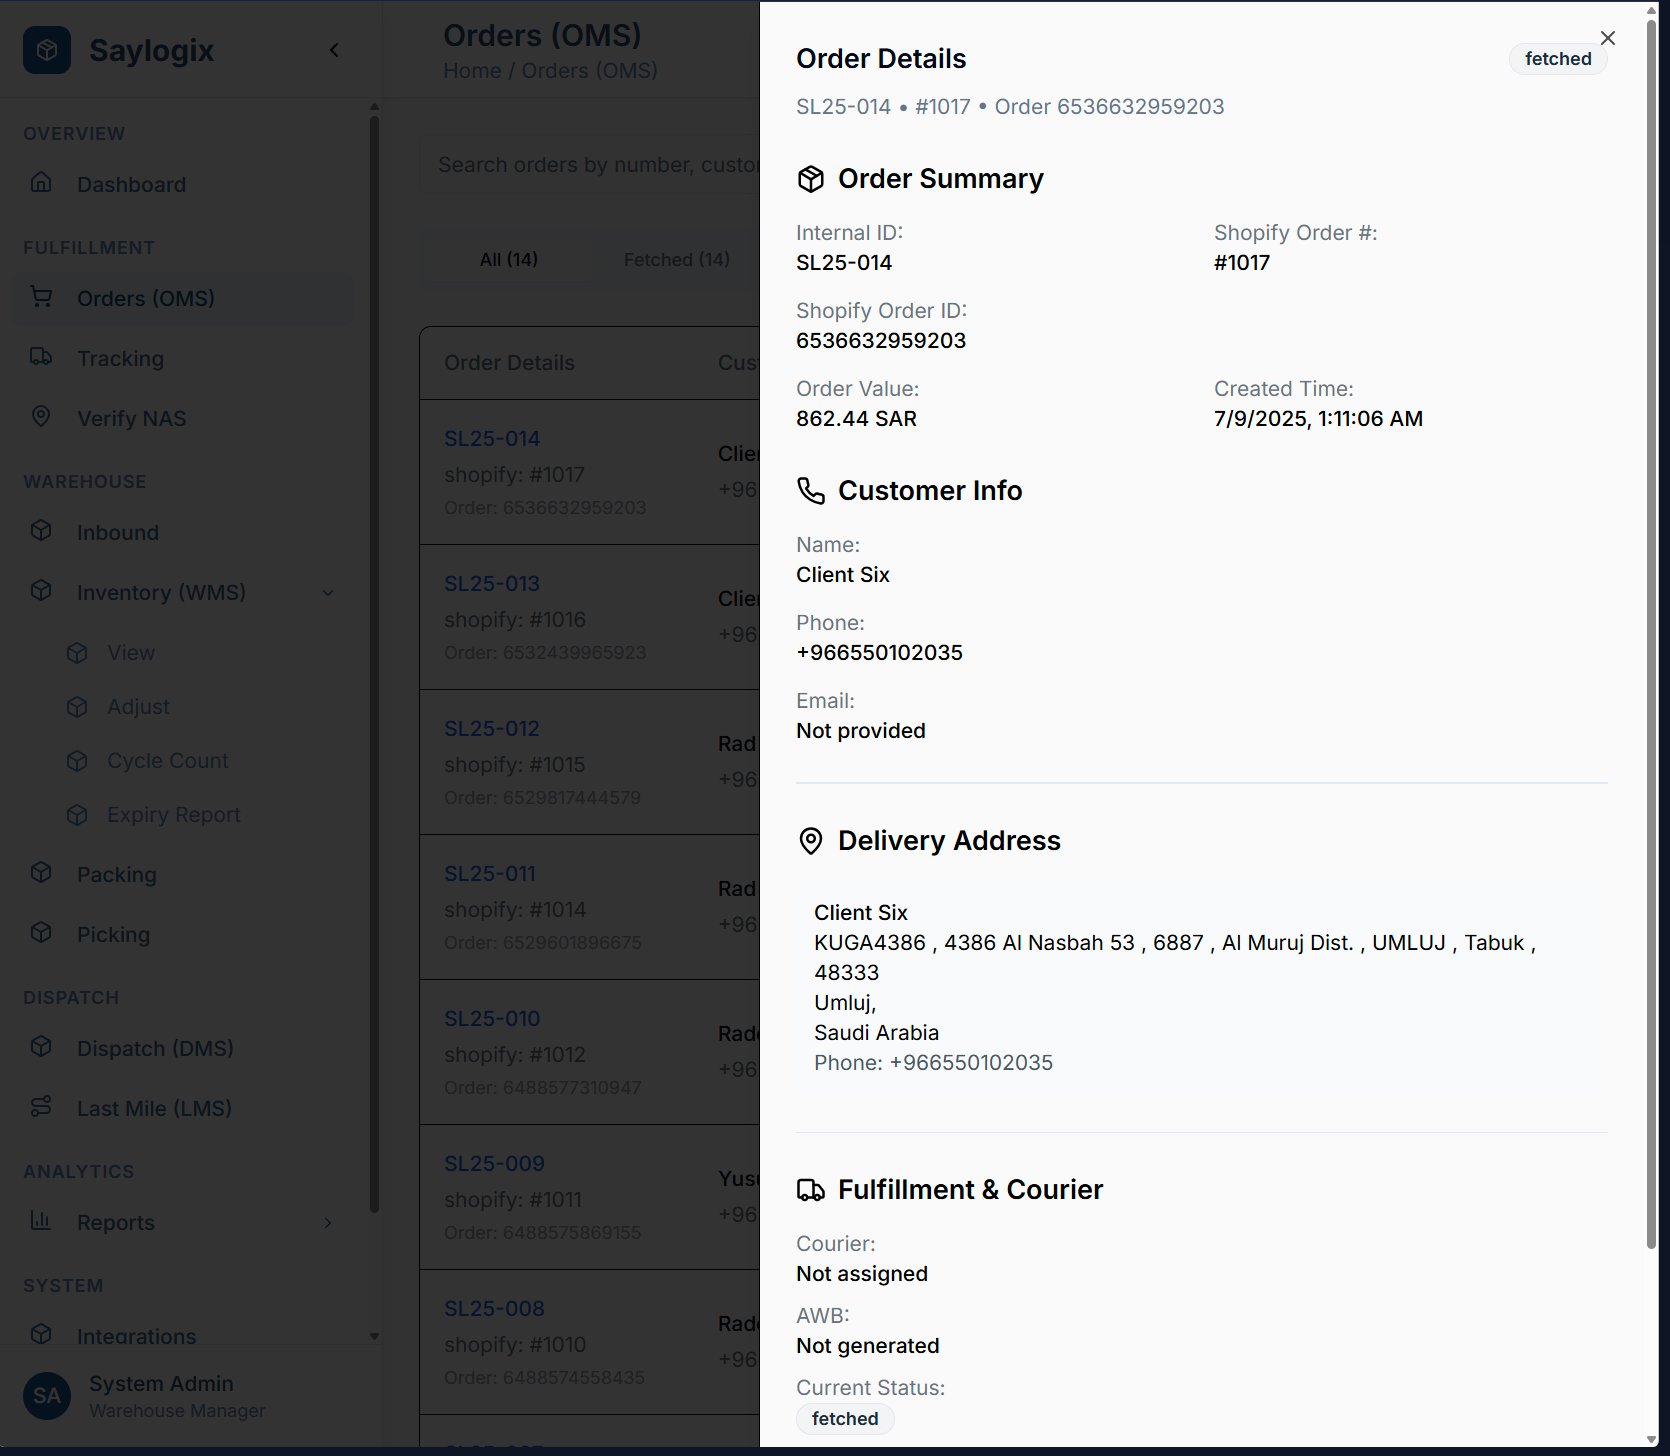 Saylogix
OVERVIEW
Dashboard
FULFILLMENT
Orders (OMS)
Tracking
Verify NAS
WAREHOUSE
Inbound
Inventory (WMS)
View
Adjust
Cycle Count
Expiry Report
Packing
Picking
DISPATCH
Dispatch (DMS)
Last Mile (LMS)
ANALYTICS
Reports
SYSTEM
Integrations
SA
System Admin
Warehouse Manager
Orders (OMS)
Home / Orders (OMS)
Search orders by number,
All (14)
Fetched (14)
Order Details
SL25-014
shopify: #1017
Order: 6536632959203
+96
SL25-013
shopify: #1016
Order: 6532439965923
+96
SL25-012
shopify: #1015
Order: 6529817444579
Rad
+96
SL25-011
shopify: #1014
Order: 6529601896675
Rad
+96
SL25-010
shopify: #1012
Order: 6488577310947
+96
SL25-009
shopify: #1011
Order: 6488575869155
+96
SL25-008
shopify: #1010
Order: 6488574558435
+96
Order Details
fetched
SL25-014 • #1017 • Order 6536632959203
Order Summary
Internal ID:
SL25-014
Shopify Order #:
#1017
Shopify Order ID:
6536632959203
Order Value:
862.44 SAR
Created Time:
7/9/2025, 1:11:06 AM
Customer Info
Name:
Client Six
Phone:
+966550102035
Email:
Not provided
Delivery Address
Client Six
KUGA4386 , 4386 Al Nasbah 53 , 6887 , Al Muruj Dist. , UMLUJ , Tabuk ,
48333
Umluj,
Saudi Arabia
Phone: +966550102035
Fulfillment & Courier
Courier:
Not assigned
AWB:
Not generated
Current Status:
fetched